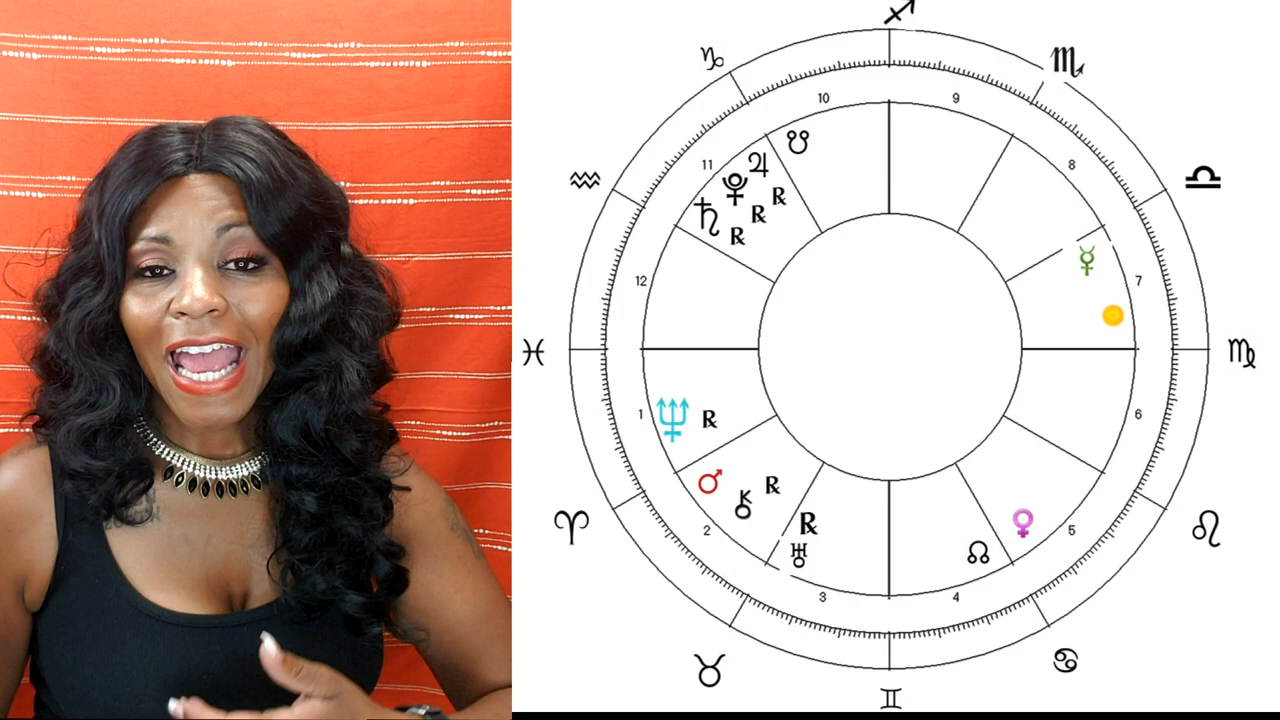 ♐
♑ ♏
10 9
☋
11 ♃ 8
♒ ♇ ℞ ♎
♄ ℞
℞
☿
12 7
♓ ♍
1 ♆ ℞ 6
♂ ⚷ ℞
♈ 2 ℞ ♀ 5 ♌
♅ ☊
3 4
♉ ♋
♊